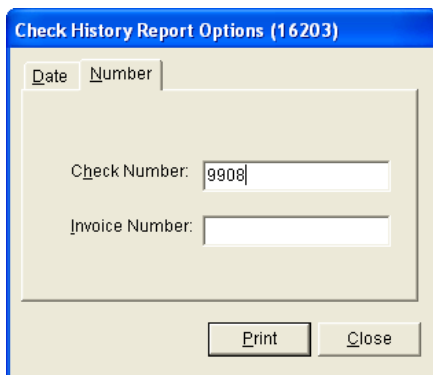 Check History Report Options (16203)
Date Number
Check Number: 9908
Invoice Number:
Print Close